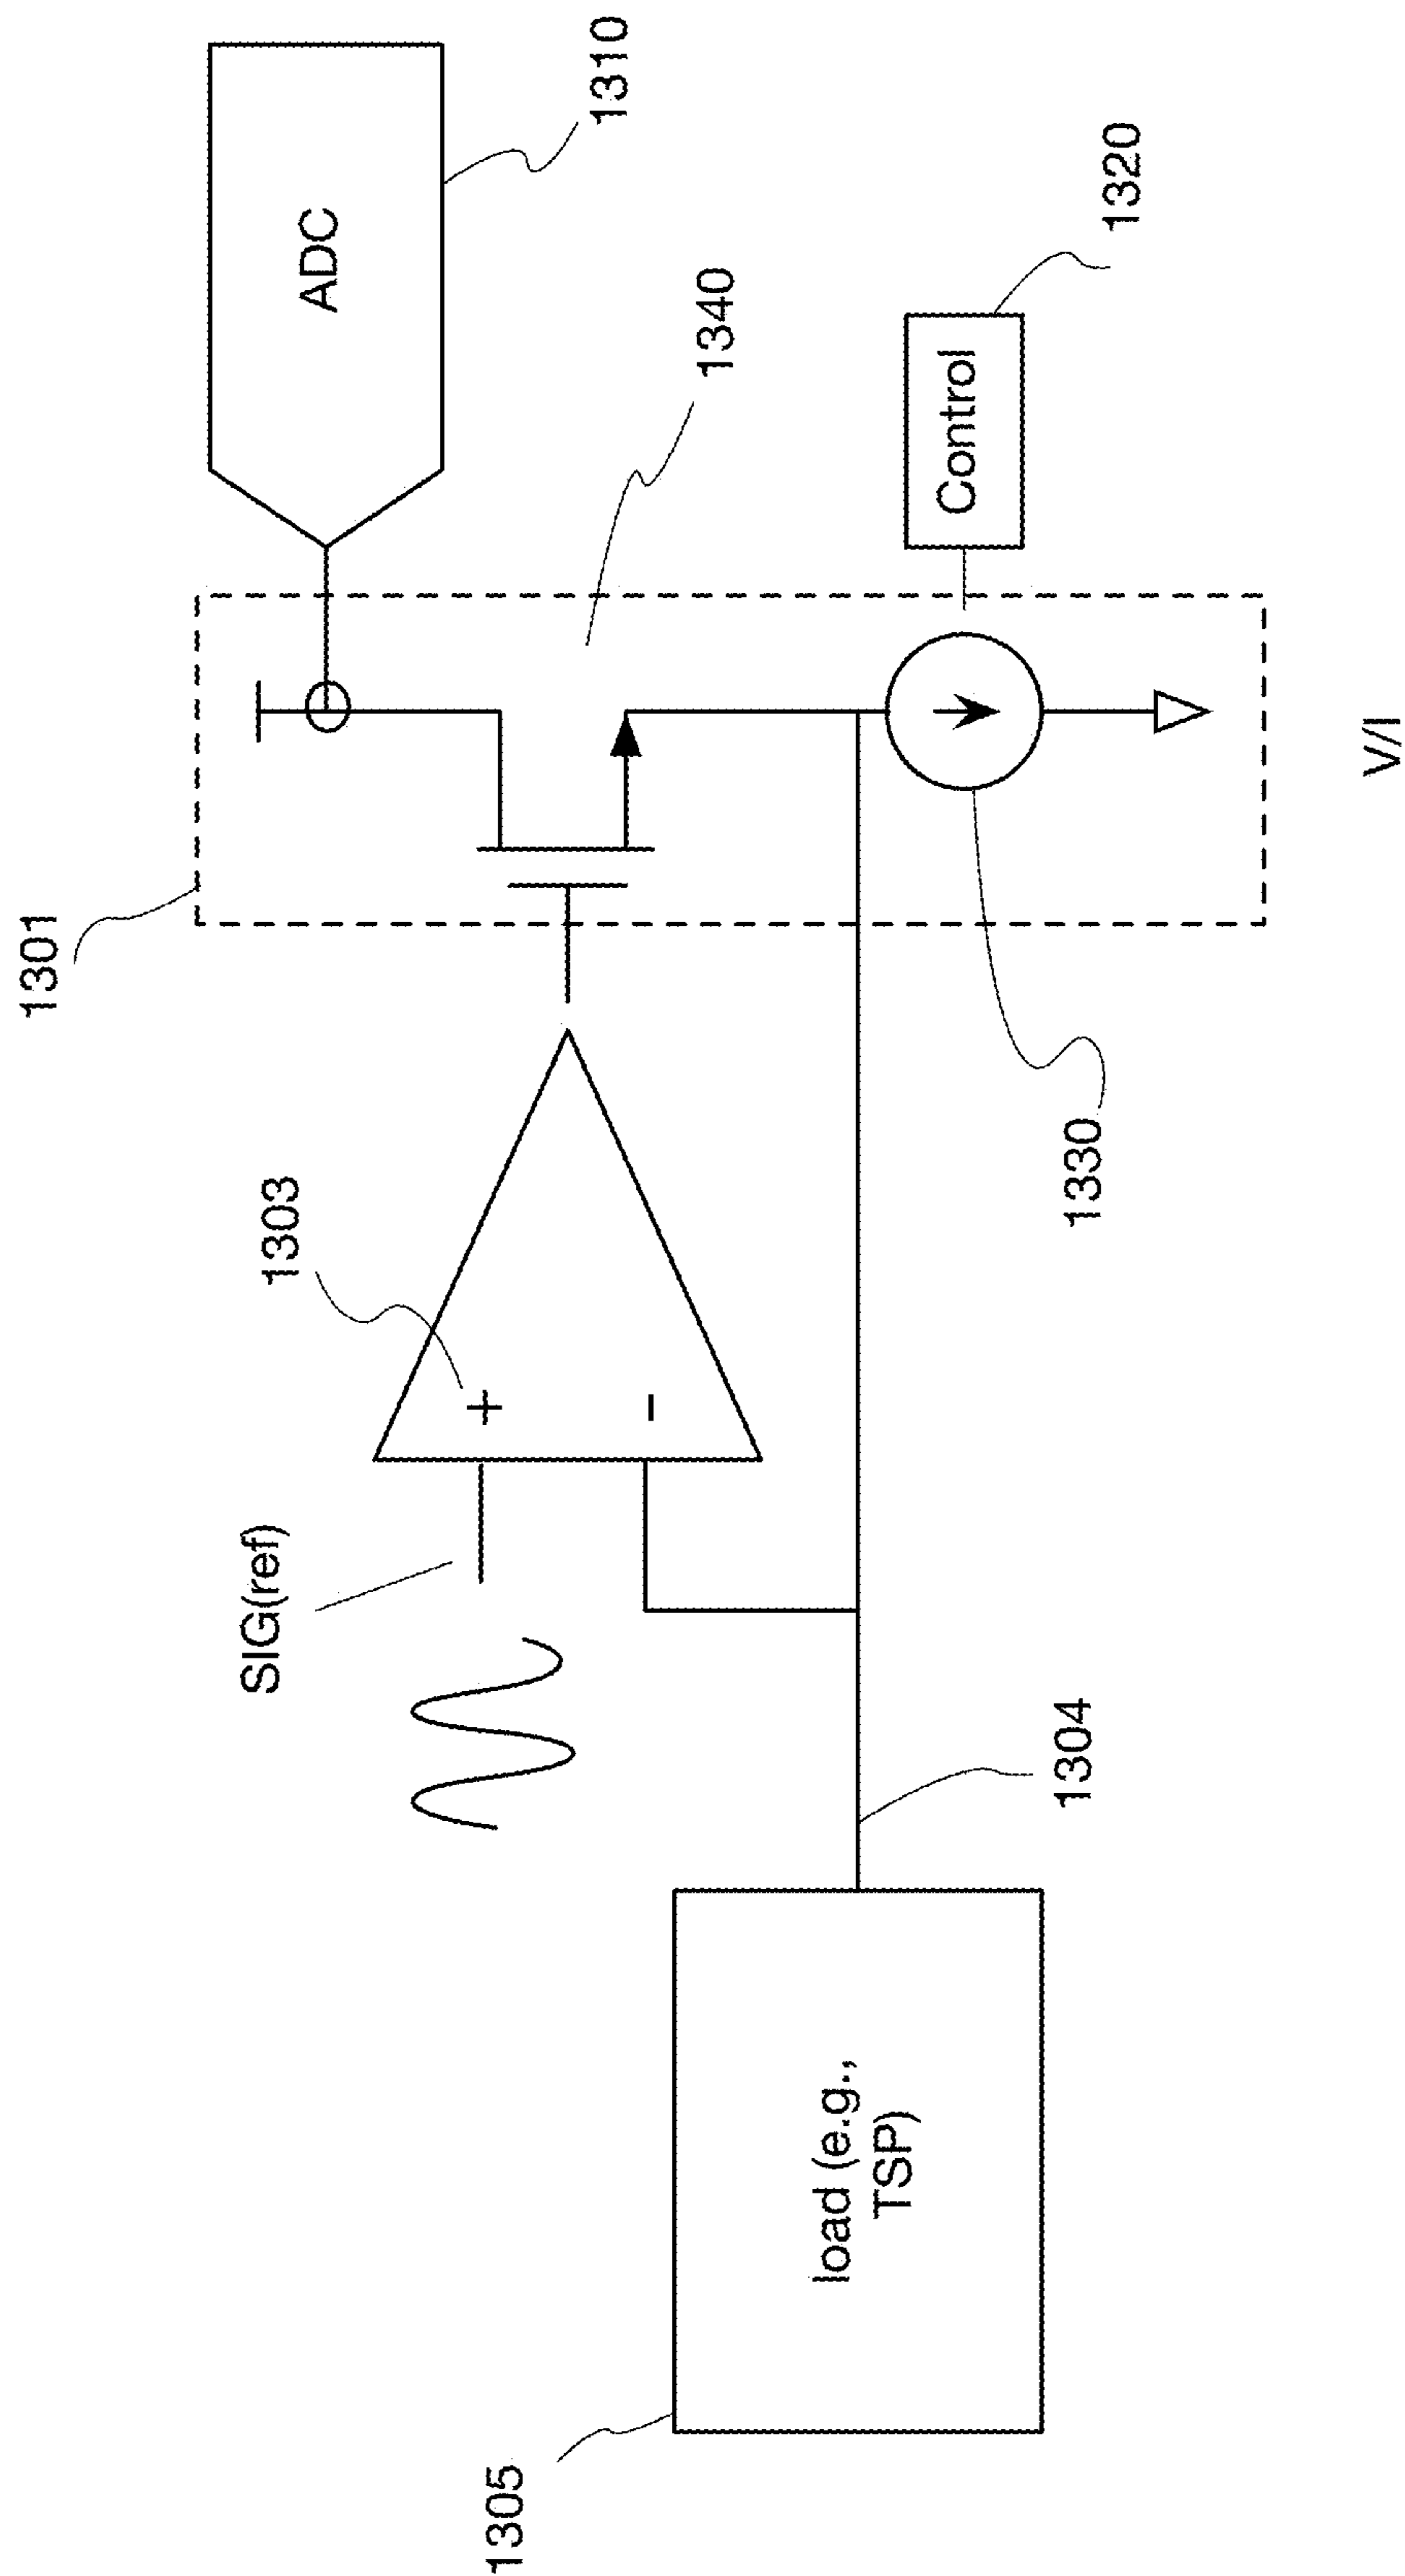 1301
ADC
1310
1303
1340
SIG(ref)
+
-
Control
1320
1305
load (e.g.,
TSP)
1304
1330
V/I